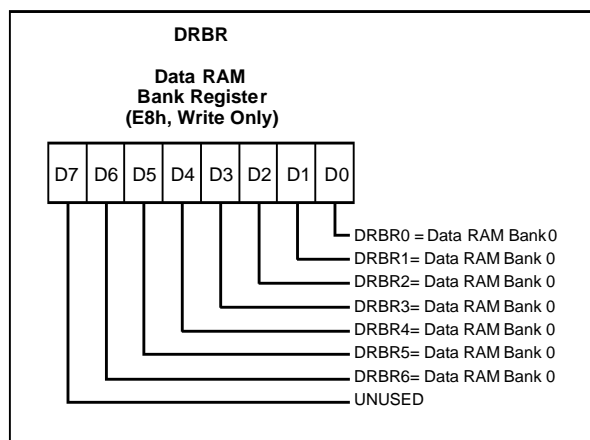 DRBR
Data RAM
Bank Register
(E8h, Write Only)
D7 D6 D5 D4 D3 D2 D1 D0
DRBR0 = Data RAM Bank 0
DRBR1= Data RAM Bank 0
DRBR2= Data RAM Bank 0
DRBR3= Data RAM Bank 0
DRBR4= Data RAM Bank 0
DRBR5= Data RAM Bank 0
DRBR6= Data RAM Bank 0
UNUSED